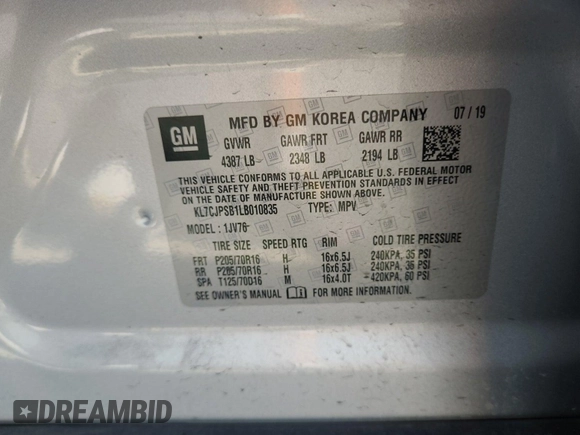 GM
MFD BY GM KOREA COMPANY 07/19
GVWR GAWR FRT GAWR RR
4387 LB 2348 LB 2194 LB
THIS VEHICLE CONFORMS TO ALL APPLICABLE U.S. FEDERAL MOTOR
VEHICLE SAFETY AND THEFT PREVENTION STANDARDS IN EFFECT ON
THE DATE OF MANUFACTURE SHOWN ABOVE.
KL7CJPSB1LB010835 TYPE: MPV
MODEL: 1JV76
TIRE SIZE SPEED RTG RIM COLD TIRE PRESSURE
FRT P205/70R16 H 16x6.5J 240KPA, 35 PSI
RR P205/70R16 H 16x6.5J 240KPA, 35 PSI
SPA T125/70D16 M 16x4.0T 420KPA, 60 PSI
SEE OWNER'S MANUAL FOR MORE INFORMATION.
DREAMBID